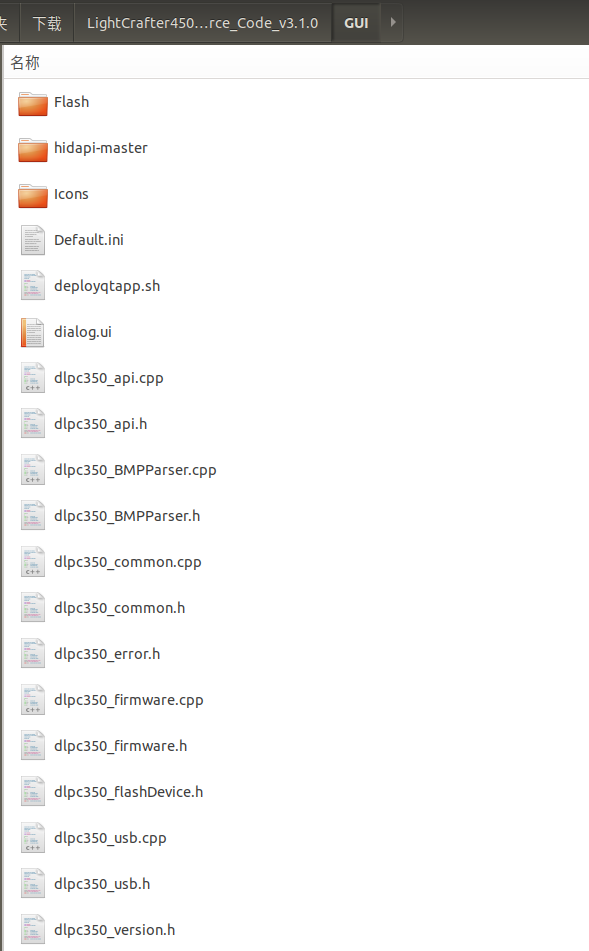 夹 下载 LightCrafter450...rce_Code_v3.1.0 GUI
名称
Flash
hidapi-master
Icons
Default.ini
deployqtapp.sh
dialog.ui
dlpc350_api.cpp
dlpc350_api.h
dlpc350_BMPParser.cpp
dlpc350_BMPParser.h
dlpc350_common.cpp
dlpc350_common.h
dlpc350_error.h
dlpc350_firmware.cpp
dlpc350_firmware.h
dlpc350_flashDevice.h
dlpc350_usb.cpp
dlpc350_usb.h
dlpc350_version.h